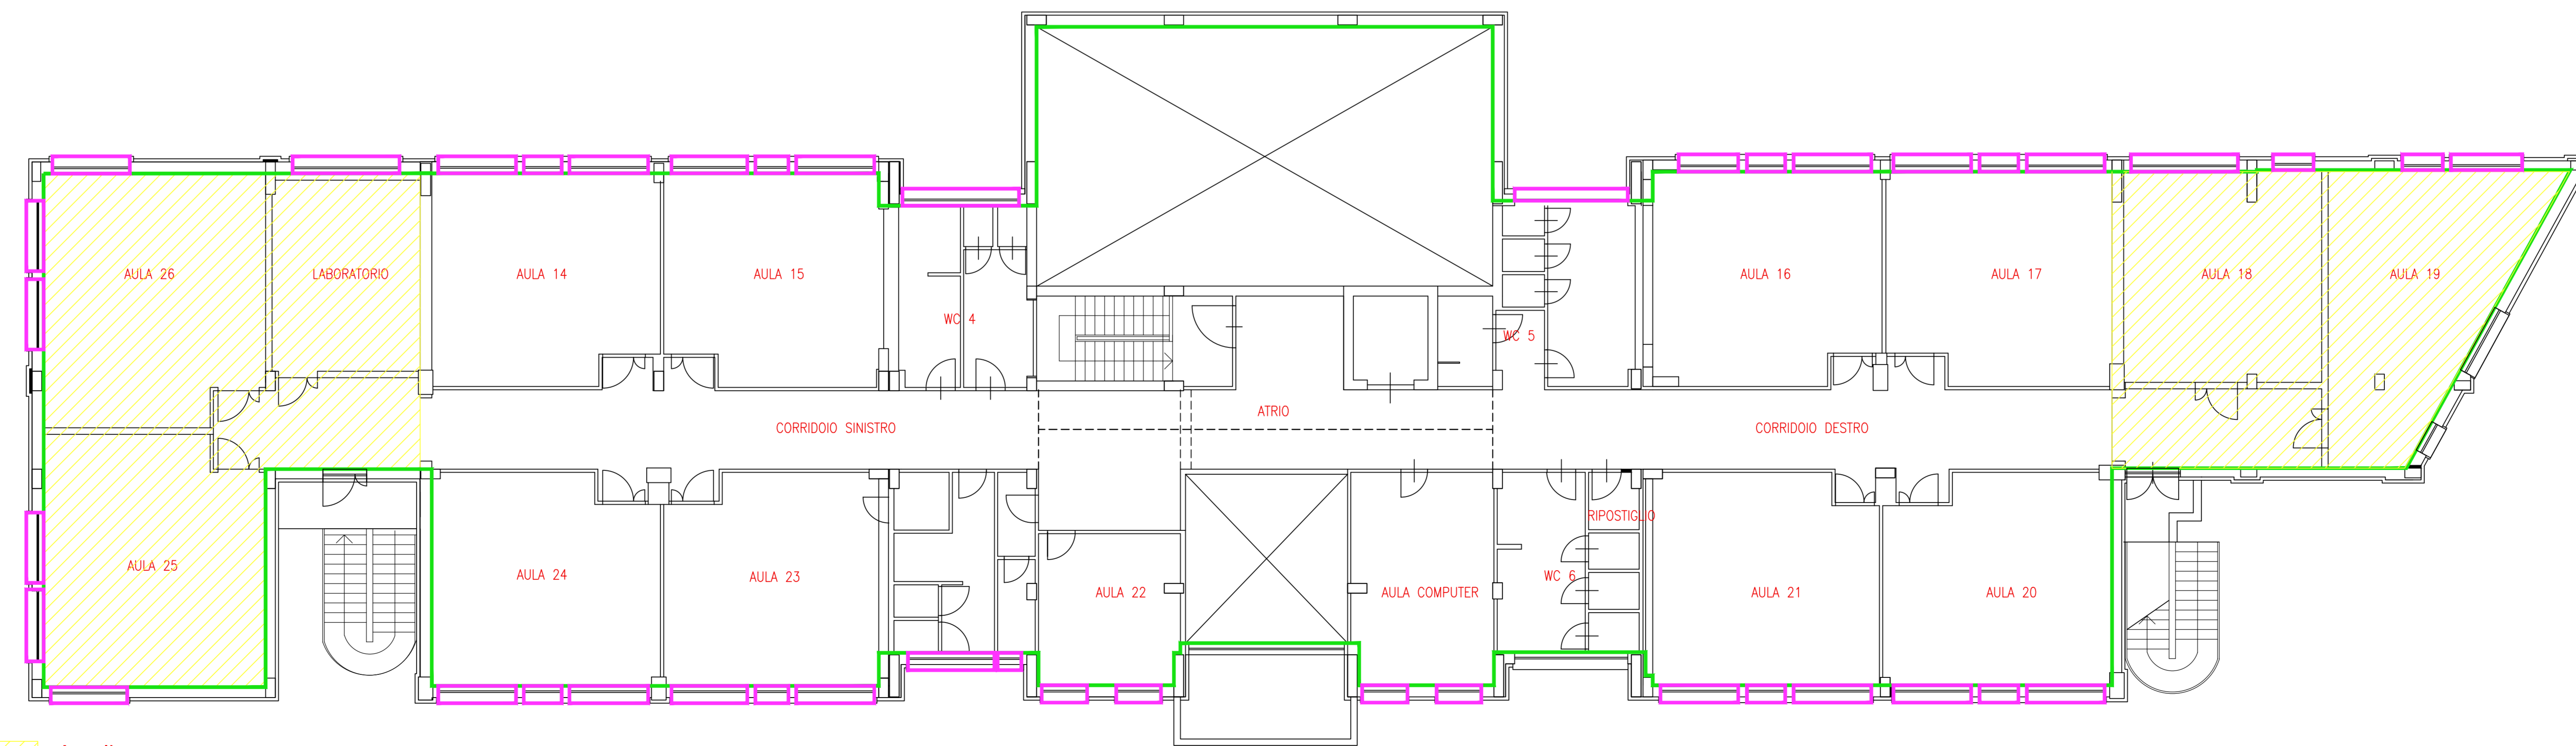 AULA 26
LABORATORIO
AULA 14
AULA 15
WC 4
WC 5
AULA 16
AULA 17
AULA 18
AULA 19
ATRIO
CORRIDOIO SINISTRO
CORRIDOIO DESTRO
RIPOSTIGLIO
AULA 25
AULA 24
AULA 23
AULA 22
AULA COMPUTER
WC 6
AULA 21
AULA 20